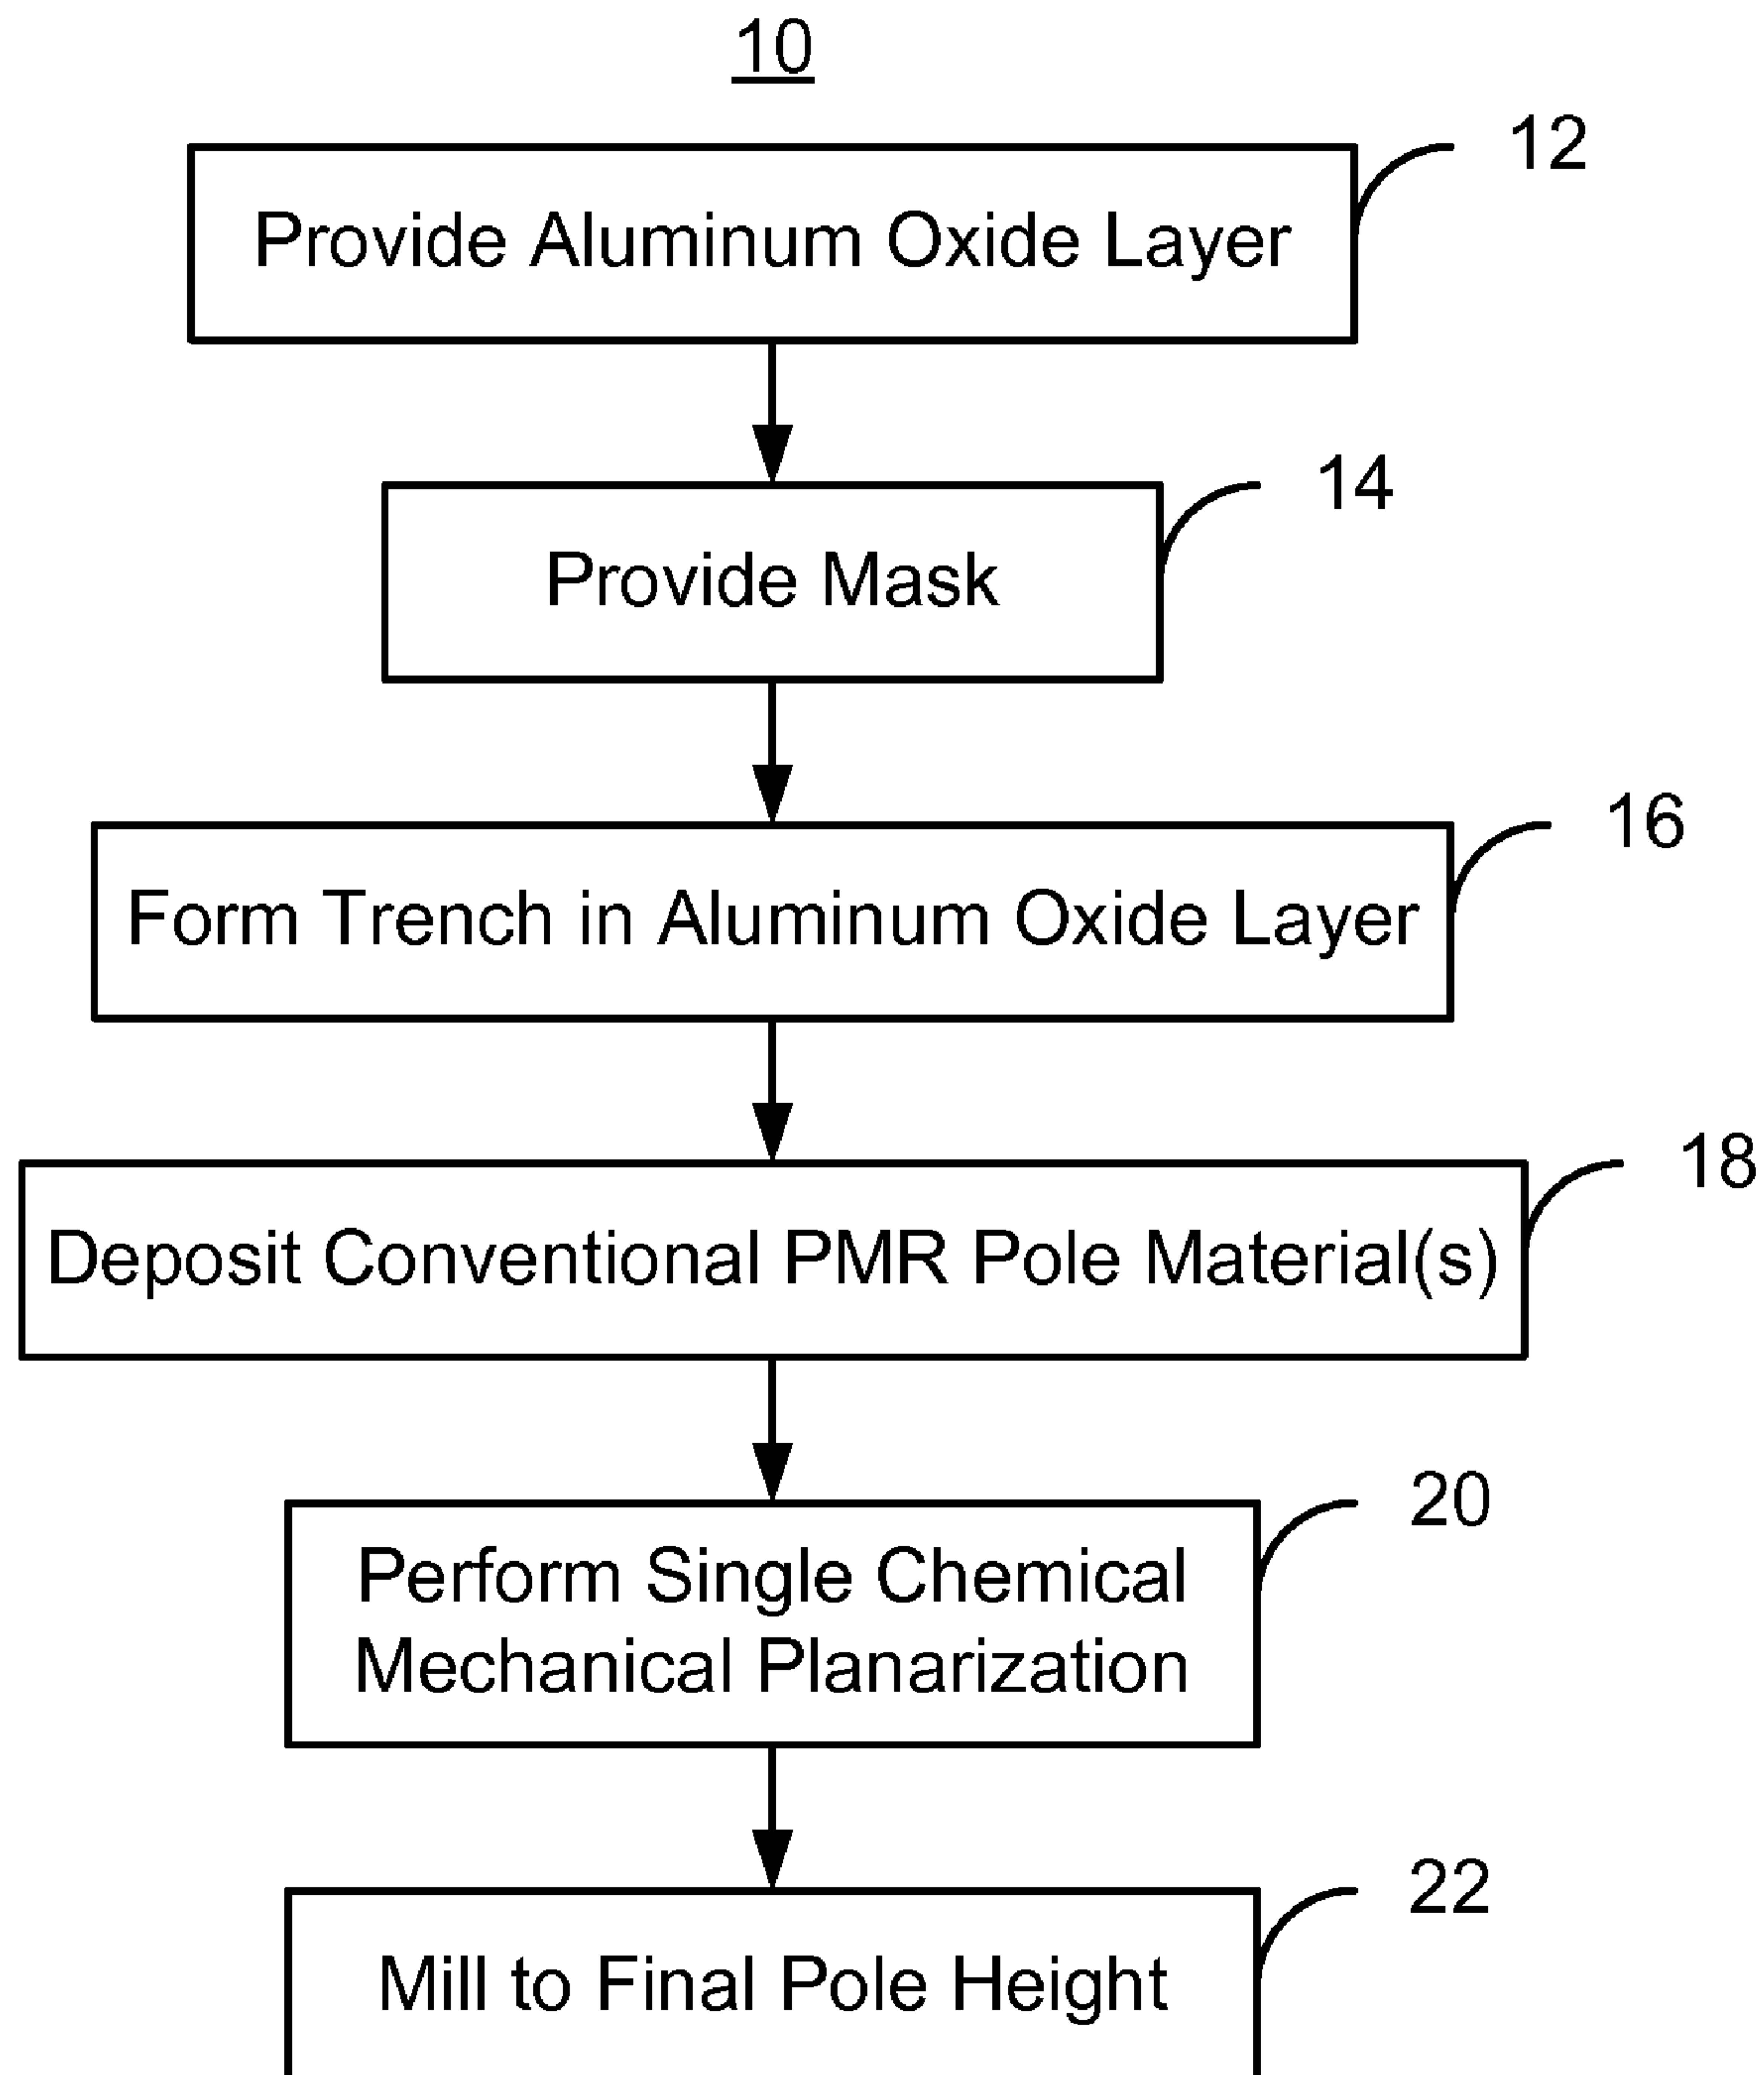 10
12
Provide Aluminum Oxide Layer
14
Provide Mask
16
Form Trench in Aluminum Oxide Layer
18
Deposit Conventional PMR Pole Material(s)
20
Perform Single Chemical
Mechanical Planarization
22
Mill to Final Pole Height